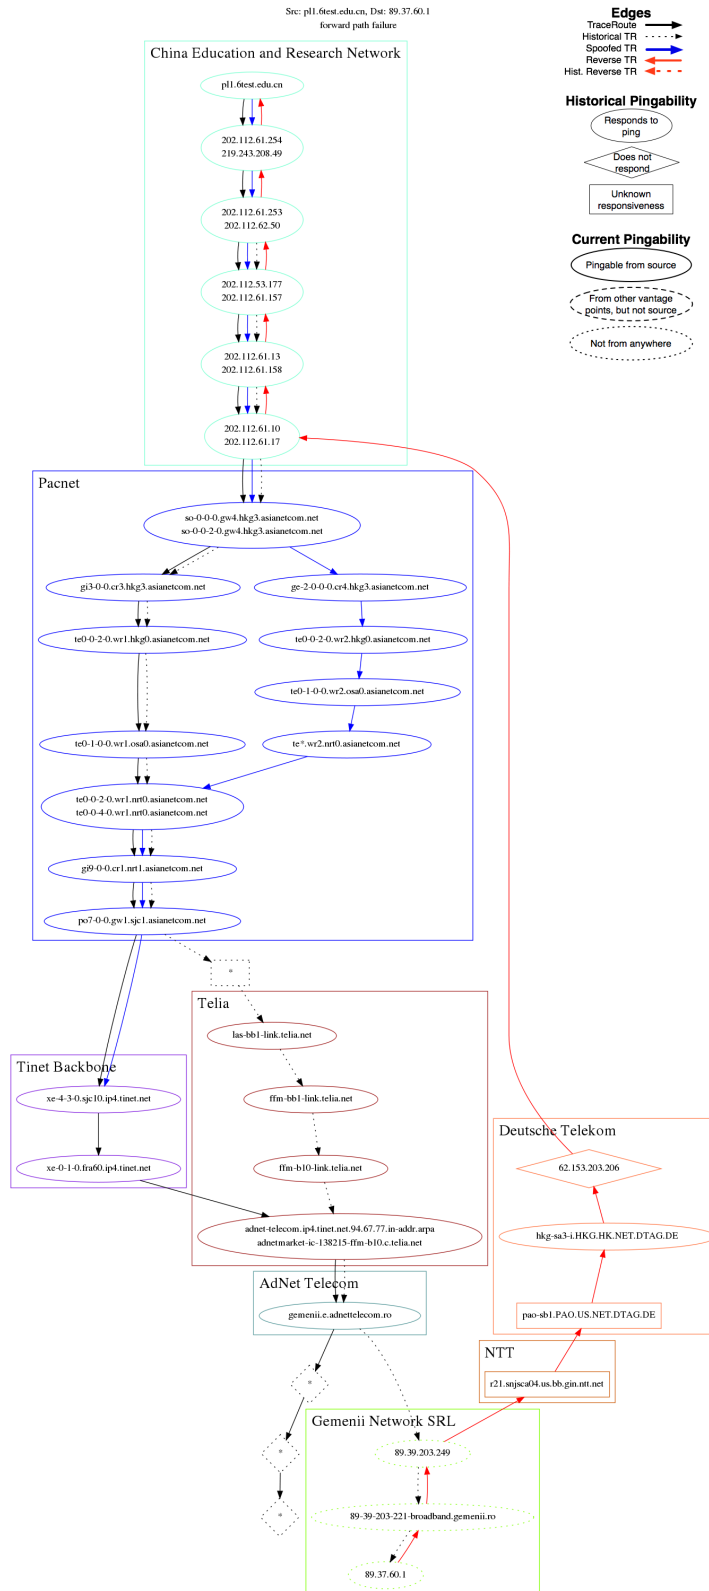 Src: pl1.6test.edu.cn, Dst: 89.37.60.1
forward path failure
Edges
TraceRoute
Historical TR
Spoofed TR
Reverse TR
Hist. Reverse TR
Historical Pingability
Responds to
ping
Does not
respond
Unknown
responsiveness
Current Pingability
Pingable from source
From other vantage
points, but not source
Not from anywhere
China Education and Research Network
pl1.6test.edu.cn
202.112.61.254
219.243.208.49
202.112.61.253
202.112.62.50
202.112.53.177
202.112.61.157
202.112.61.13
202.112.61.158
202.112.61.10
202.112.61.17
Pacnet
so-0-0-0.gw4.hkg3.asianetcom.net
so-0-0-2-0.gw4.hkg3.asianetcom.net
gi3-0-0.cr3.hkg3.asianetcom.net
ge-2-0-0-0.cr4.hkg3.asianetcom.net
te0-0-2-0.wr1.hkg0.asianetcom.net
te0-0-2-0.wr2.hkg0.asianetcom.net
te0-1-0-0.wr2.osa0.asianetcom.net
te0-1-0-0.wr1.osa0.asianetcom.net
te*.wr2.nrt0.asianetcom.net
te0-0-2-0.wr1.nrt0.asianetcom.net
te0-0-4-0.wr1.nrt0.asianetcom.net
gi9-0-0.cr1.nrt1.asianetcom.net
po7-0-0.gw1.sjc1.asianetcom.net
*
Telia
las-bb1-link.telia.net
Tinet Backbone
xe-4-3-0.sjc10.ip4.tinet.net
ffm-bb1-link.telia.net
xe-0-1-0.fra60.ip4.tinet.net
ffm-b10-link.telia.net
Deutsche Telekom
62.153.203.206
adnet-telecom.ip4.tinet.net.94.67.77.in-addr.arpa
adnetmarket-ic-138215-ffm-b10.c.telia.net
hkg-sa3-i.HKG.HK.NET.DTAG.DE
AdNet Telecom
gemenii.e.adnettelecom.ro
pao-sb1.PAO.US.NET.DTAG.DE
NTT
r21.snjsca04.us.bb.gin.ntt.net
*
Gemenii Network SRL
*
89.39.203.249
*
89-39-203-221-broadband.gemenii.ro
89.37.60.1